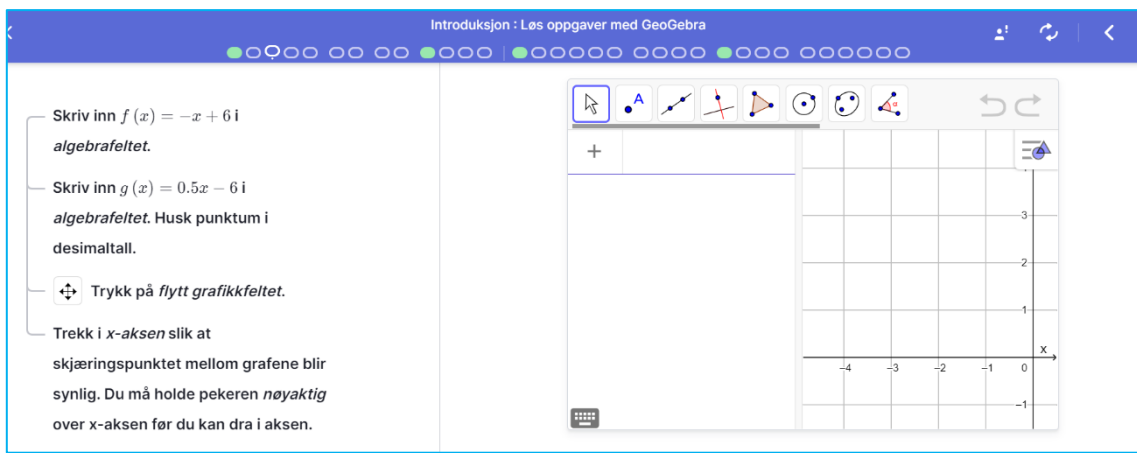 Introduksjon : Løs oppgaver med GeoGebra
Skriv inn f (x) = −x + 6 i
algebrafeltet.
Skriv inn g (x) = 0.5x − 6 i
algebrafeltet. Husk punktum i
desimaltall.
Trykk på flytt grafikkfeltet.
Trekk i x-aksen slik at
skjæringspunktet mellom grafene blir
synlig. Du må holde pekeren nøyaktig
over x-aksen før du kan dra i aksen.
A
α
+
3
2
1
x
−4 −3 −2 −1 0
−1